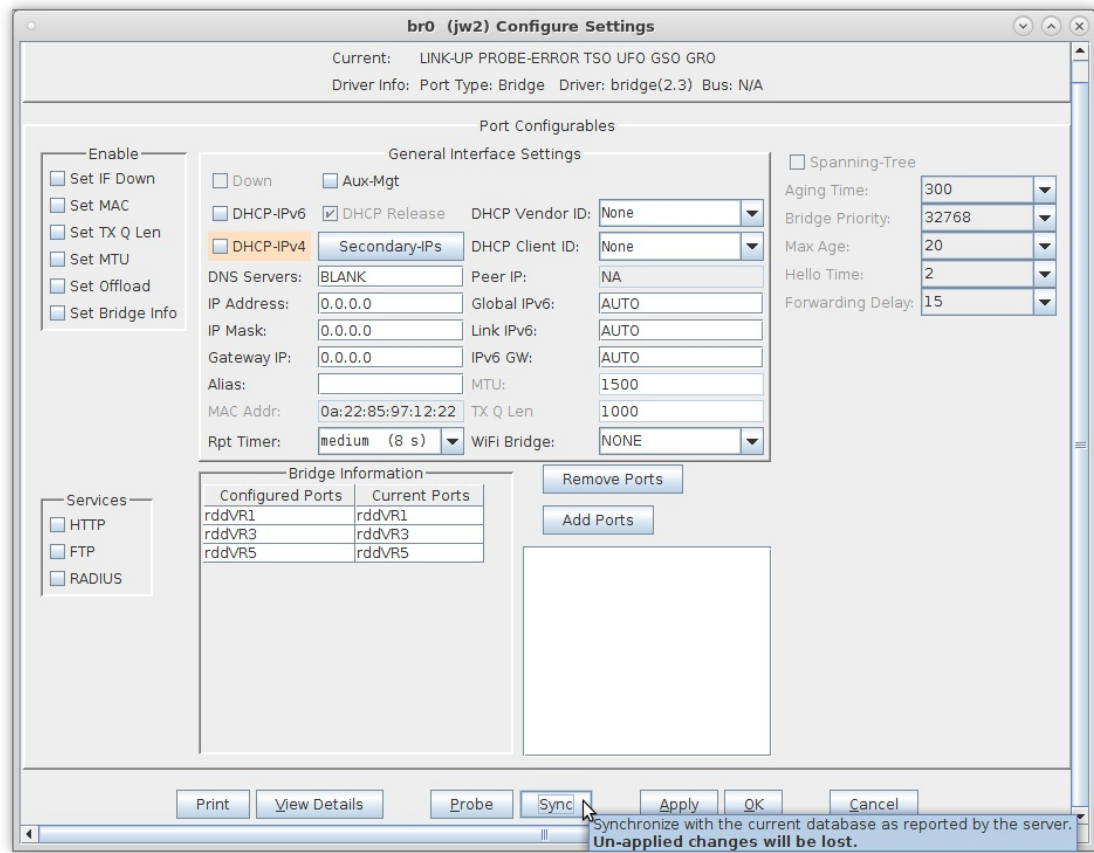 br0 (jw2) Configure Settings
Current: LINK-UP PROBE-ERROR TSO UFO GSO GRO
Driver Info: Port Type: Bridge Driver: bridge(2.3) Bus: N/A
Port Configurables
Enable
Set IF Down
Set MAC
Set TX Q Len
Set MTU
Set Offload
Set Bridge Info
General Interface Settings
Down Aux-Mgt
DHCP-IPv6 DHCP Release DHCP Vendor ID: None
DHCP-IPv4 Secondary-IPs DHCP Client ID: None
DNS Servers: BLANK Peer IP: NA
IP Address: 0.0.0.0 Global IPv6: AUTO
IP Mask: 0.0.0.0 Link IPv6: AUTO
Gateway IP: 0.0.0.0 IPv6 GW: AUTO
Alias: MTU: 1500
MAC Addr: 0a:22:85:97:12:22 TX Q Len 1000
Rpt Timer: medium (8 s) WiFi Bridge: NONE
Spanning-Tree
Aging Time: 300
Bridge Priority: 32768
Max Age: 20
Hello Time: 2
Forwarding Delay: 15
Services
HTTP
FTP
RADIUS
Bridge Information
Configured Ports Current Ports
rddVR1 rddVR1
rddVR3 rddVR3
rddVR5 rddVR5
Remove Ports
Add Ports
Print View Details Probe Sync Apply OK Cancel
Synchronize with the current database as reported by the server.
Un-applied changes will be lost.